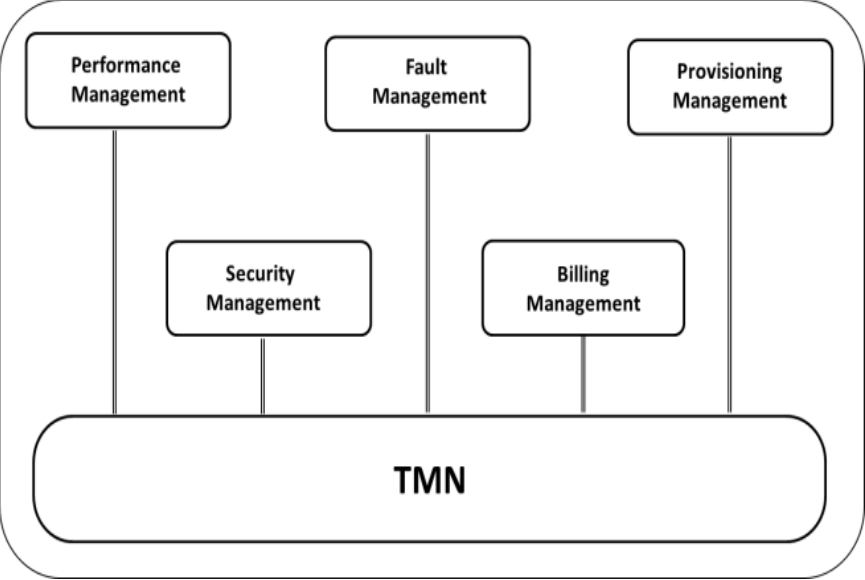 Performance
Management
Fault
Management
Provisioning
Management
Security
Management
Billing
Management
TMN